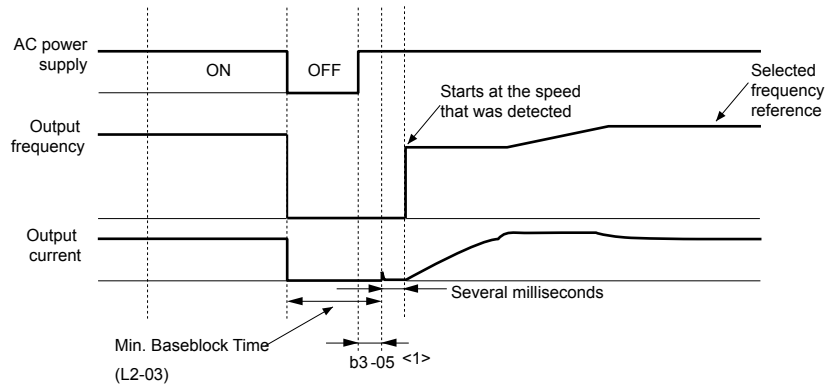 AC power
supply
ON
OFF
Starts at the speed
that was detected
Selected
frequency
reference
Output
frequency
Output
current
Several milliseconds
Min. Baseblock Time
(L2-03)
b3-05 <1>